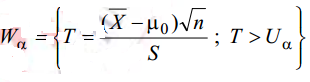 W_α = { T = (X̅ − μ₀)√n / S ; T > U_α }